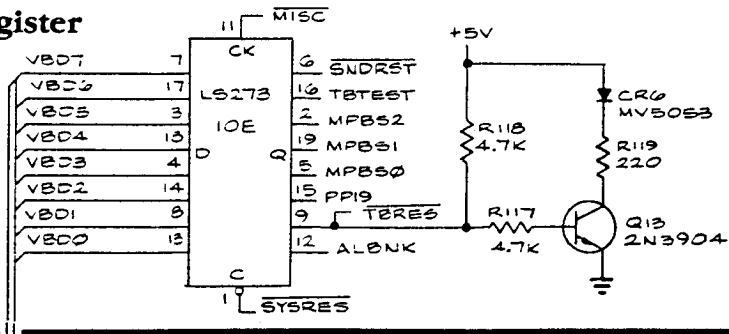 gister
11 MISC
CK
+5V
VBD7 7 6 SNDRST
VBD6 17 LS273 16 TBTEST
VBD5 3 10E 2 MPBS2
VBD4 18 19 MPBS1
D Q
VBD3 4 5 MPBSØ
VBD2 14 15 PP19
VBD1 8 9 TBRES
VBDØ 13 12 ALBNK
C
1 SYSRES
R118
4.7K
R117
4.7K
CR6
MV5053
R119
220
Q13
2N3904